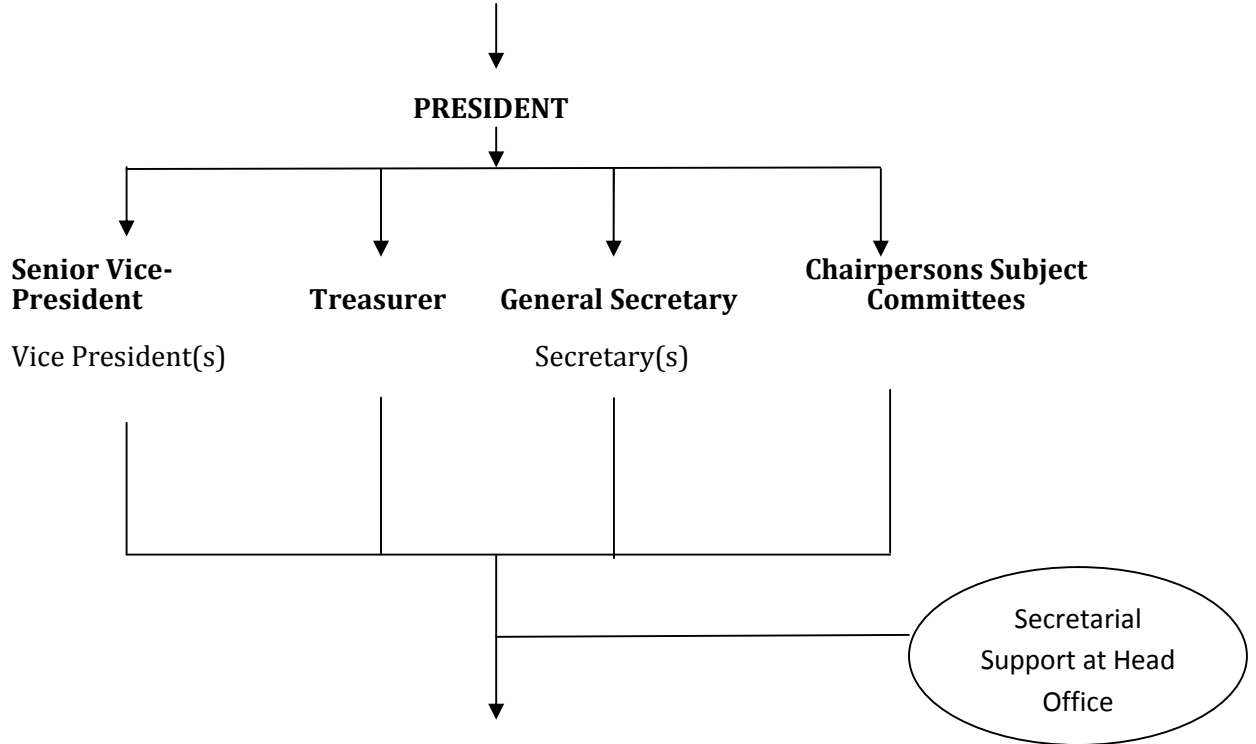 PRESIDENT
Senior Vice-
President
Vice President(s)
Treasurer
General Secretary
Secretary(s)
Chairpersons Subject
Committees
Secretarial
Support at Head
Office